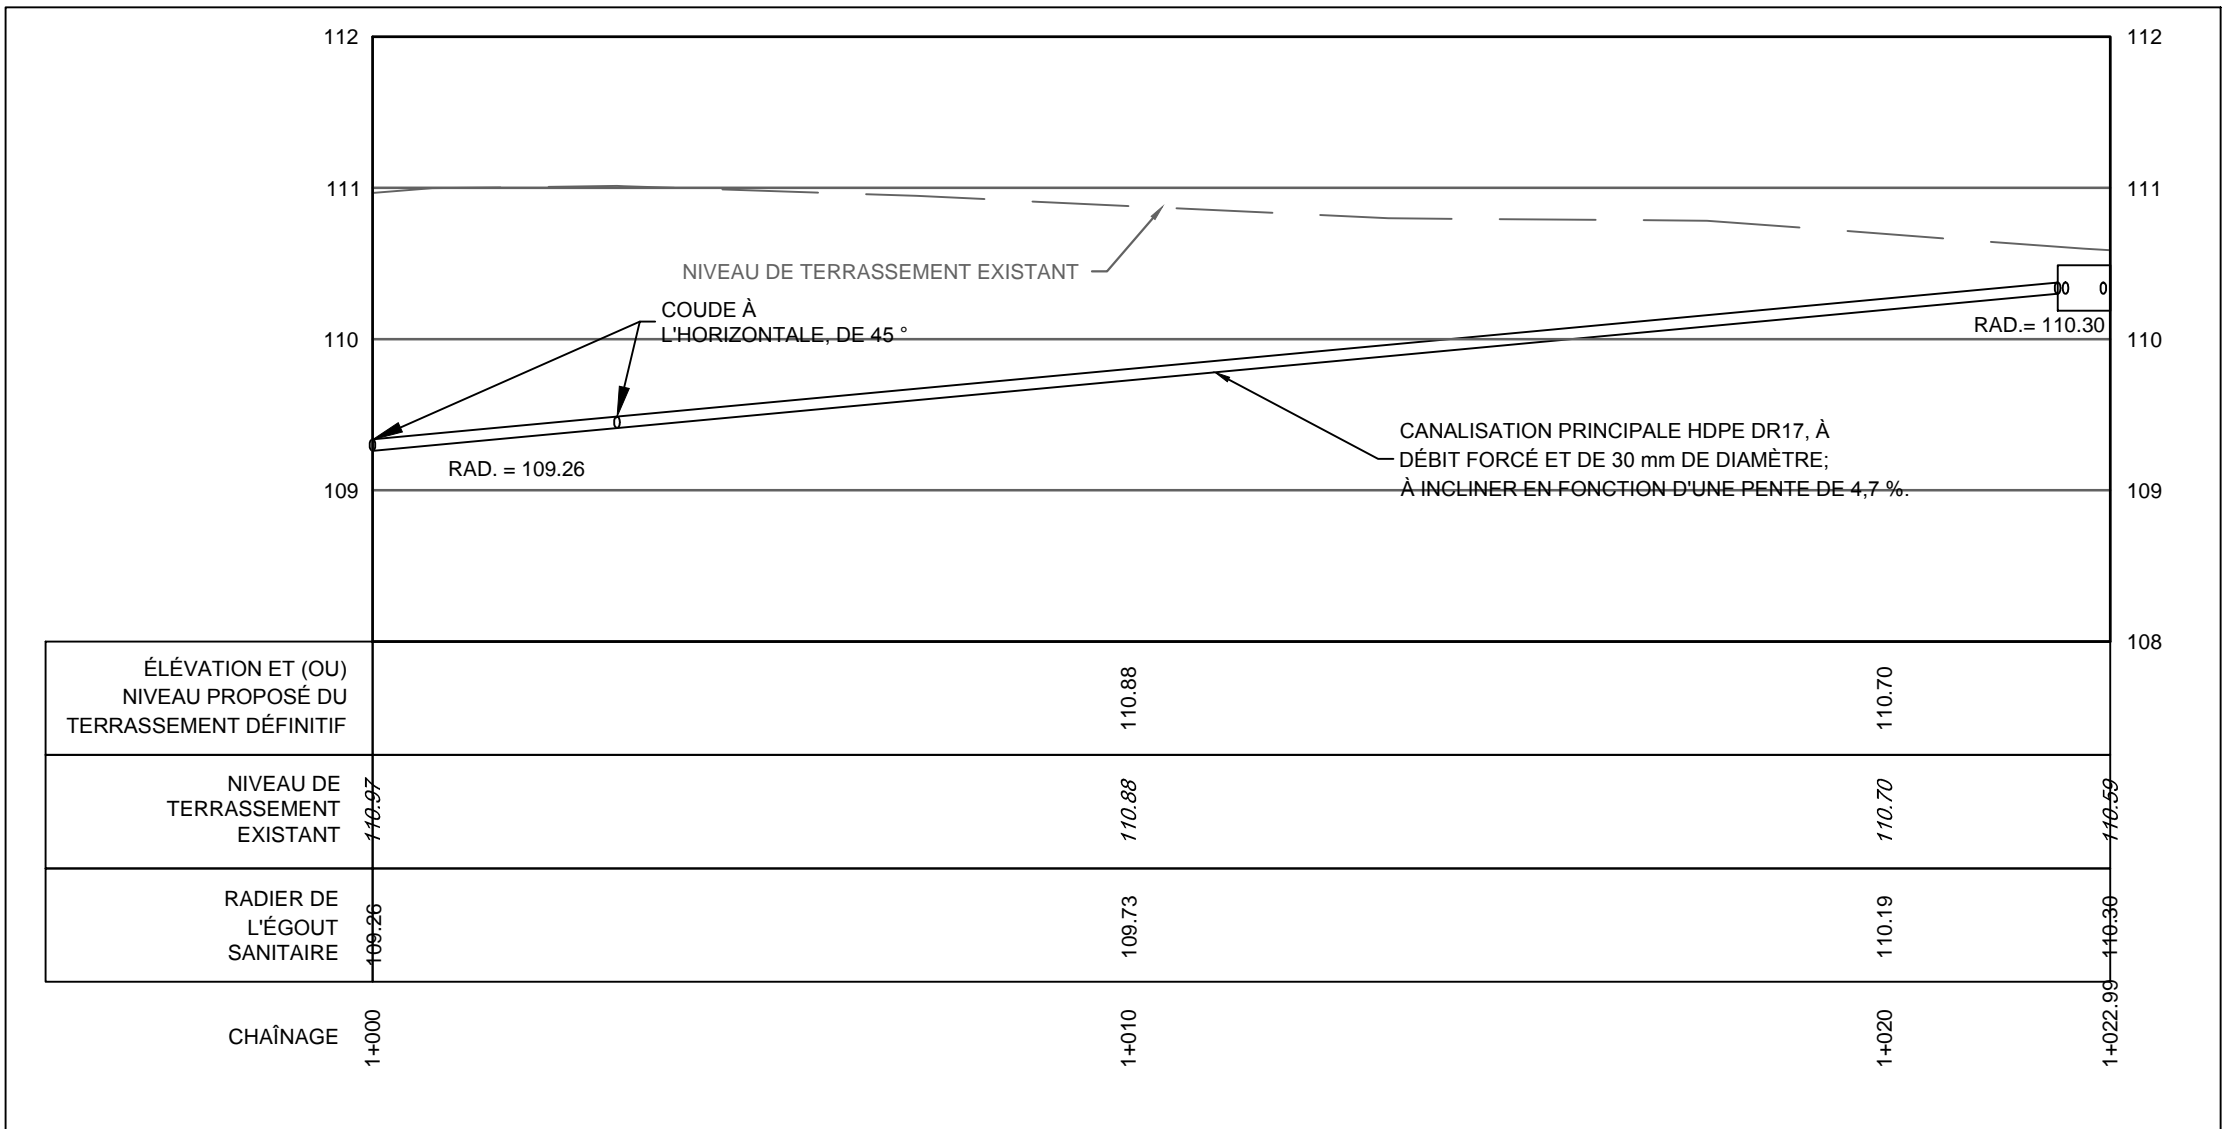 112
112
111
111
NIVEAU DE TERRASSEMENT EXISTANT
COUDE À
L'HORIZONTALE, DE 45 °
110
110
RAD.= 110.30
CANALISATION PRINCIPALE HDPE DR17, À
DÉBIT FORCÉ ET DE 30 mm DE DIAMÈTRE;
À INCLINER EN FONCTION D'UNE PENTE DE 4,7 %.
RAD. = 109.26
109
109
108
ÉLÉVATION ET (OU)
NIVEAU PROPOSÉ DU
TERRASSEMENT DÉFINITIF
110.88
110.70
NIVEAU DE
TERRASSEMENT
EXISTANT
110.97
110.88
110.70
110.59
RADIER DE
L'ÉGOUT
SANITAIRE
109.26
109.73
110.19
110.30
CHAÎNAGE
1+000
1+010
1+020
1+022.99